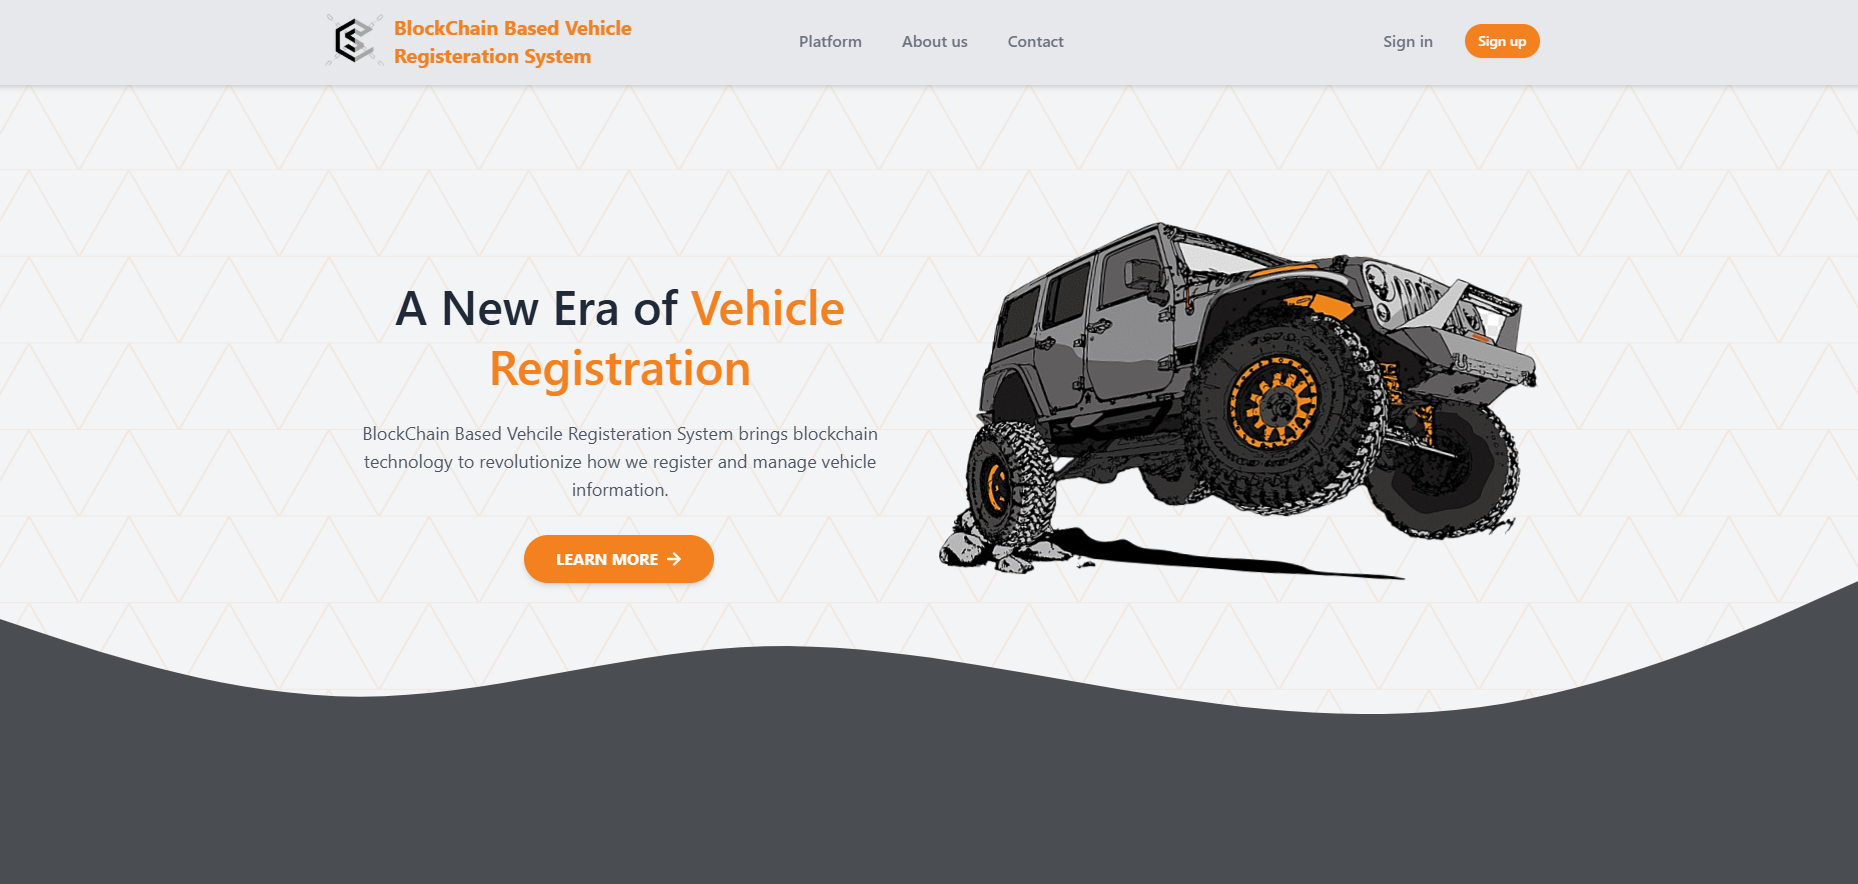 BlockChain Based Vehicle
Registeration System
Platform
About us
Contact
Sign in
Sign up
A New Era of Vehicle
Registration
BlockChain Based Vehcile Registeration System brings blockchain
technology to revolutionize how we register and manage vehicle
information.
LEARN MORE →